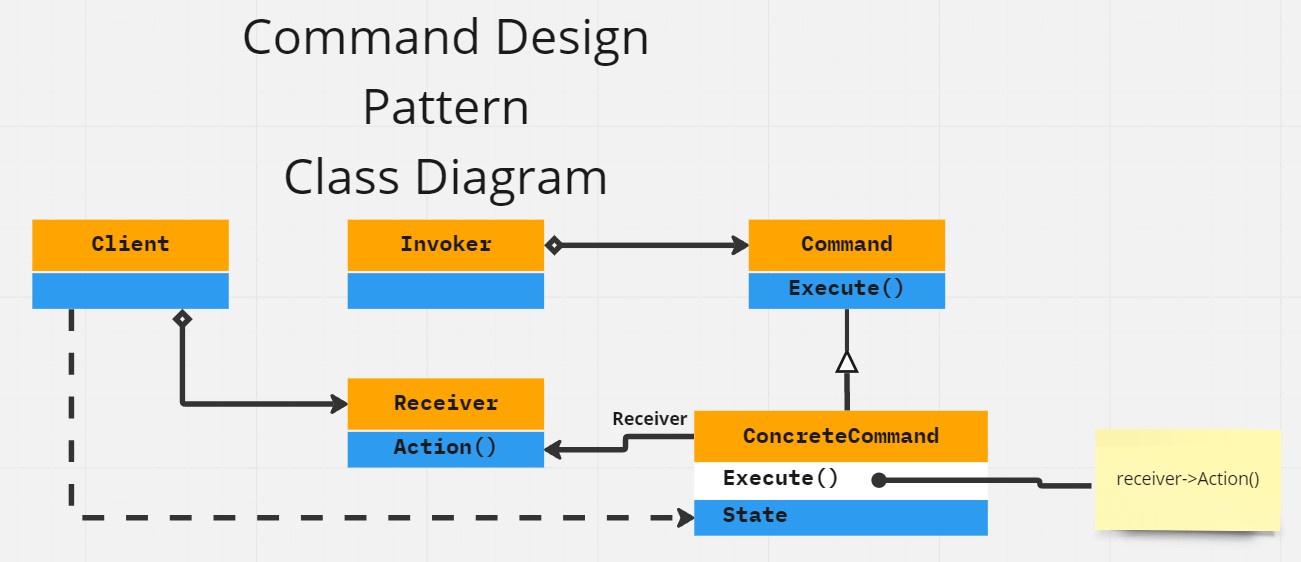 Command Design
Pattern
Class Diagram
Client
Invoker
Command
Execute()
Receiver
Action()
Receiver
ConcreteCommand
Execute()
State
receiver->Action()